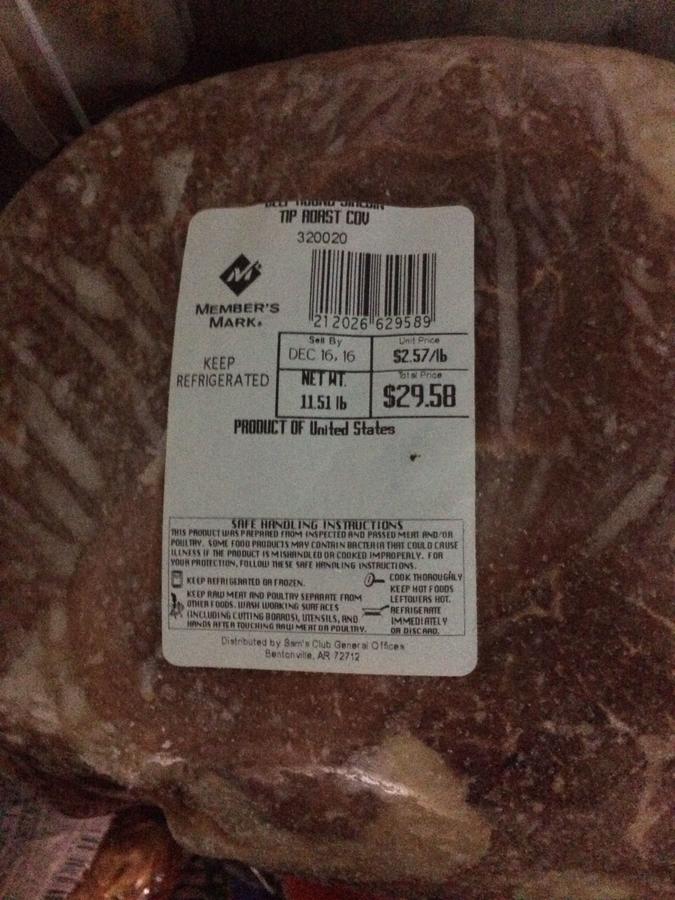 BEEF ROUND SIRLOIN
TIP ROAST COV
320020
MEMBER'S
MARK®
212026 629589
KEEP
REFRIGERATED
Sell By
DEC 16, 16
Unit Price
$2.57/lb
NET WT.
11.51 lb
Total Price
$29.58
PRODUCT OF United States
SAFE HANDLING INSTRUCTIONS
THIS PRODUCT WAS PREPARED FROM INSPECTED AND PASSED MEAT AND/OR
POULTRY. SOME FOOD PRODUCTS MAY CONTAIN BACTERIA THAT COULD CAUSE
ILLNESS IF THE PRODUCT IS MISHANDLED OR COOKED IMPROPERLY. FOR
YOUR PROTECTION, FOLLOW THESE SAFE HANDLING INSTRUCTIONS.
KEEP REFRIGERATED OR FROZEN.
KEEP RAW MEAT AND POULTRY SEPARATE FROM
OTHER FOODS. WASH WORKING SURFACES
(INCLUDING CUTTING BOARDS), UTENSILS, AND
HANDS AFTER TOUCHING RAW MEAT OR POULTRY.
COOK THOROUGHLY
KEEP HOT FOODS
LEFTOVERS HOT.
REFRIGERATE
IMMEDIATELY
OR DISCARD.
Distributed by Sam's Club General Offices
Bentonville, AR 72712